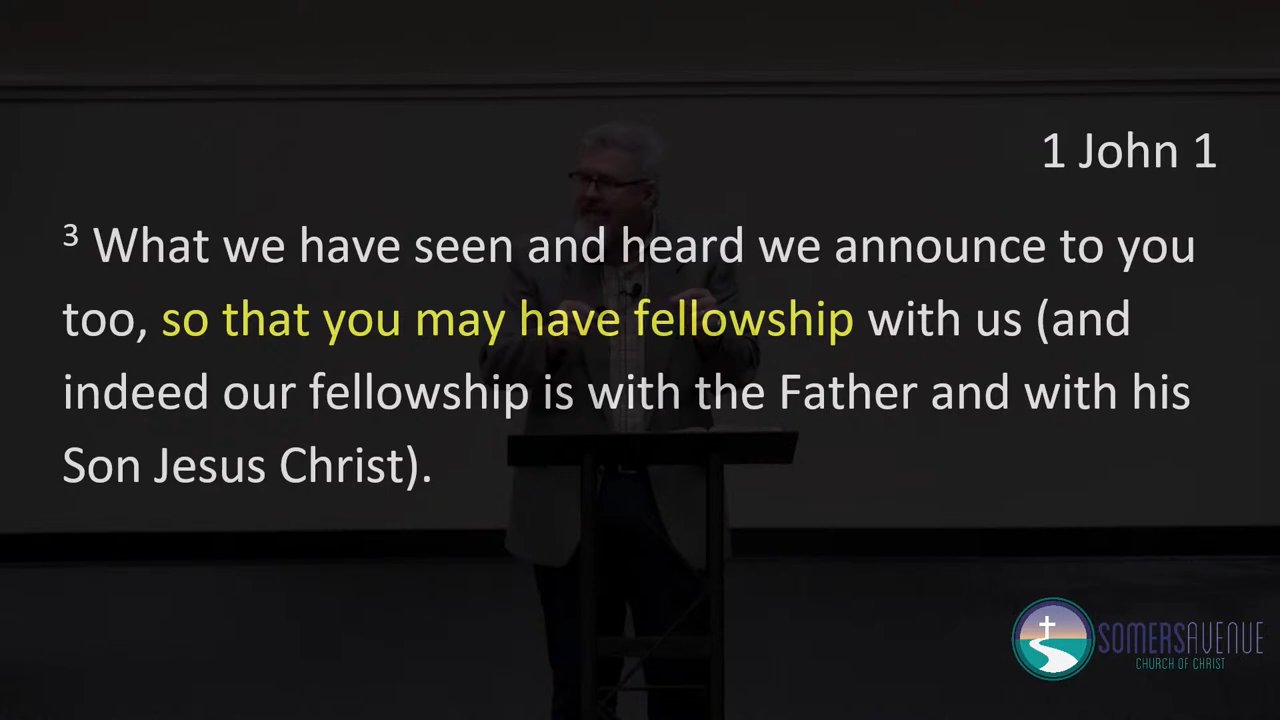 1 John 1
3 What we have seen and heard we announce to you
too, so that you may have fellowship with us (and
indeed our fellowship is with the Father and with his
Son Jesus Christ).
SOMERSAVENUE
CHURCH OF CHRIST